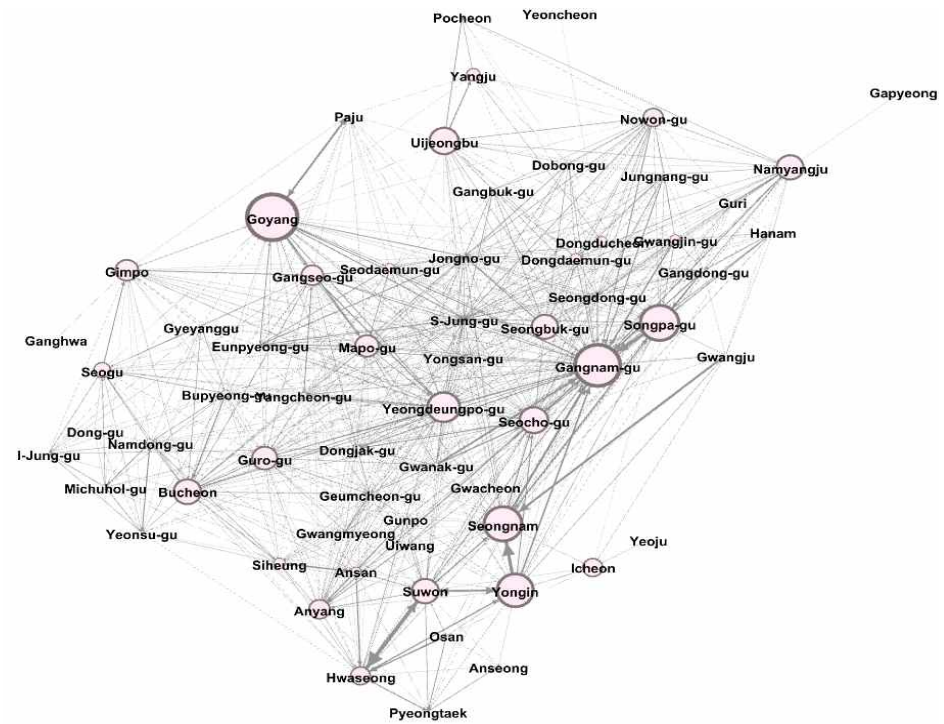 Pocheon
Yeoncheon
Yangju
Gapyeong
Paju
Nowon-gu
Uijeongbu
Dobong-gu
Namyangju
Jungnang-gu
Gangbuk-gu
Guri
Goyang
Hanam
Dongducheon
Gwangjin-gu
Jongno-gu
Dongdaemun-gu
Gimpo
Gangseo-gu
Seodaemun-gu
Gangdong-gu
Seongdong-gu
S-Jung-gu
Seongbuk-gu
Songpa-gu
Gyeyanggu
Ganghwa
Eunpyeong-gu
Mapo-gu
Yongsan-gu
Gwangju
Gangnam-gu
Seogu
Bupyeong-gu
Yangcheon-gu
Yeongdeungpo-gu
Seocho-gu
Dong-gu
Namdong-gu
I-Jung-gu
Guro-gu
Dongjak-gu
Gwanak-gu
Michuhol-gu
Bucheon
Geumcheon-gu
Gwacheon
Yeonsu-gu
Gwangmyeong
Gunpo
Seongnam
Uiwang
Yeoju
Siheung
Ansan
Icheon
Suwon
Yongin
Anyang
Osan
Hwaseong
Anseong
Pyeongtaek